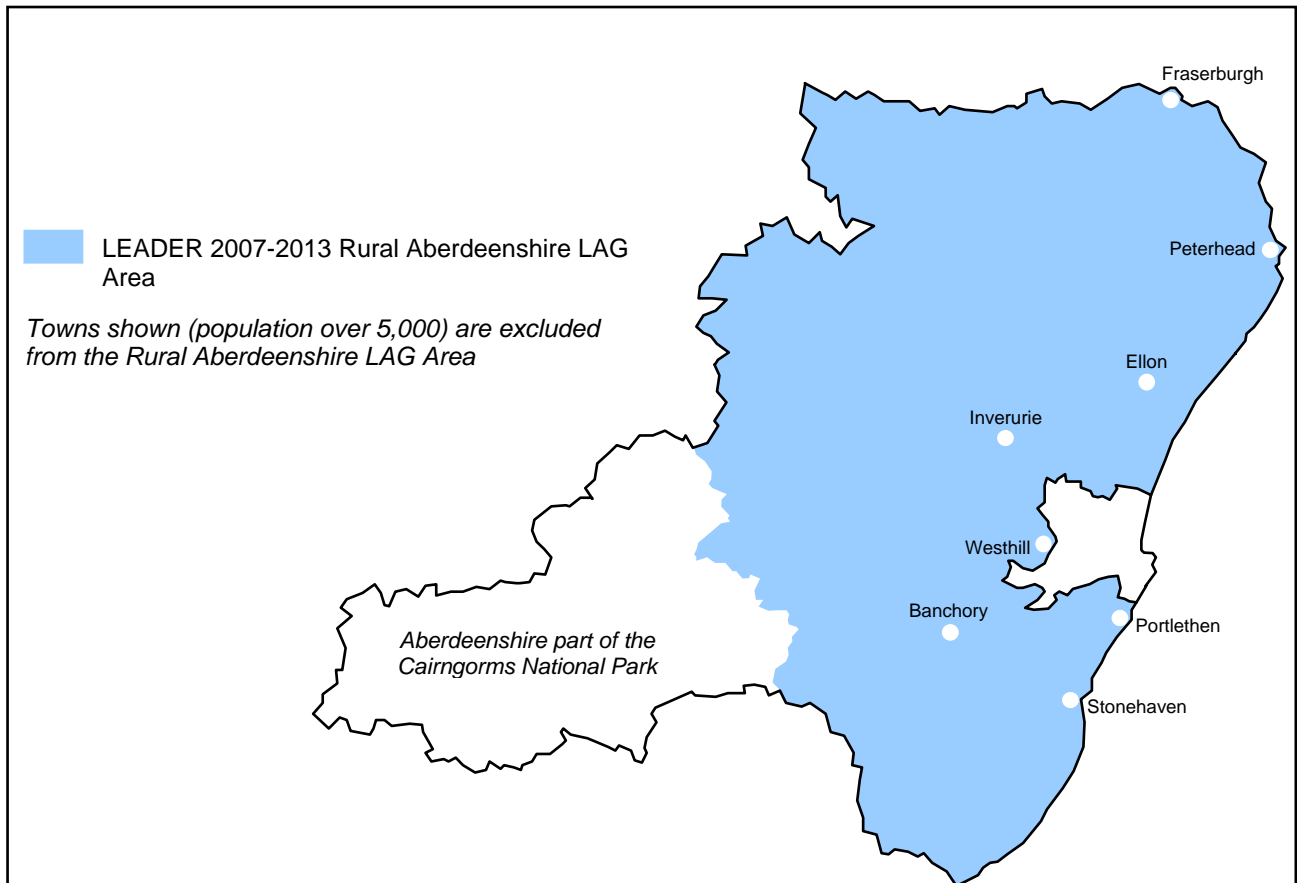 Fraserburgh
LEADER 2007-2013 Rural Aberdeenshire LAG
Area
Peterhead
Towns shown (population over 5,000) are excluded
from the Rural Aberdeenshire LAG Area
Ellon
Inverurie
Westhill
Banchory
Portlethen
Aberdeenshire part of the
Cairngorms National Park
Stonehaven